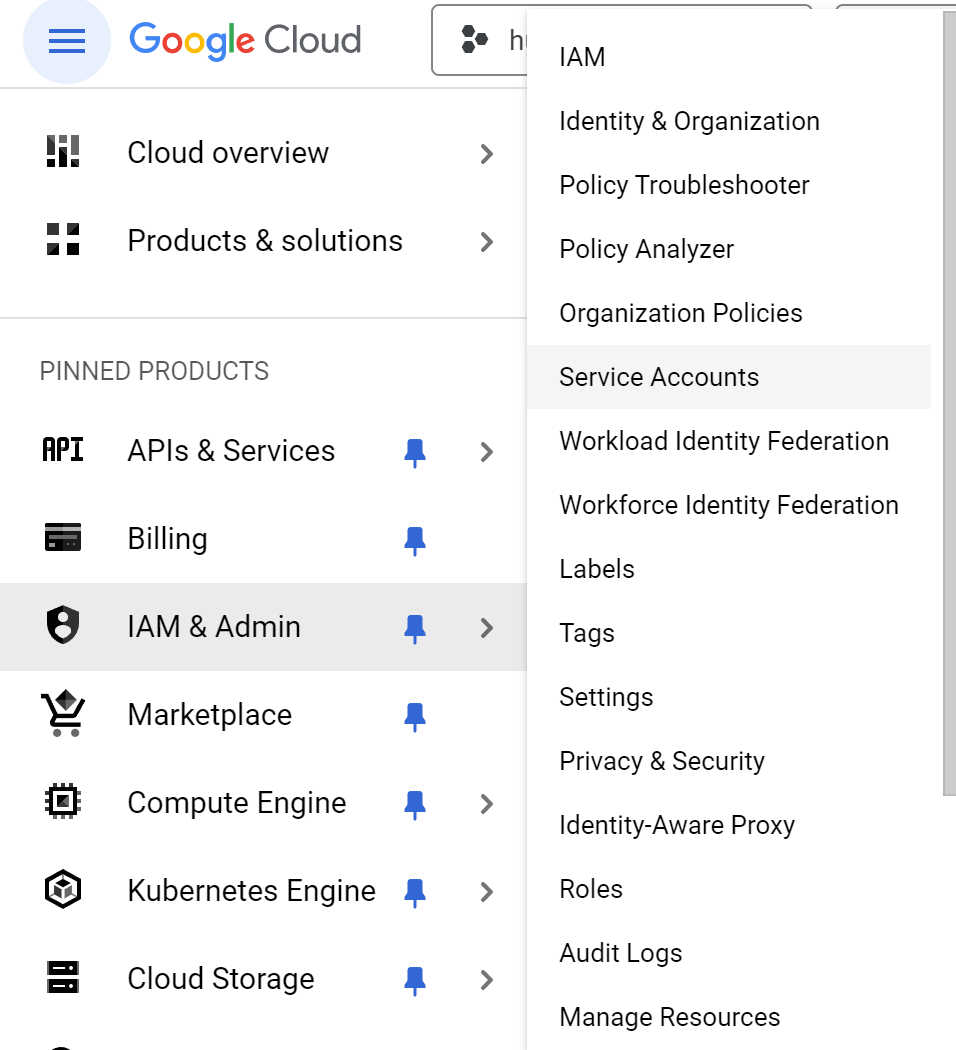 Google Cloud
Cloud overview
Products & solutions
PINNED PRODUCTS
API APIs & Services
Billing
IAM & Admin
Marketplace
Compute Engine
Kubernetes Engine
Cloud Storage
IAM
Identity & Organization
Policy Troubleshooter
Policy Analyzer
Organization Policies
Service Accounts
Workload Identity Federation
Workforce Identity Federation
Labels
Tags
Settings
Privacy & Security
Identity-Aware Proxy
Roles
Audit Logs
Manage Resources